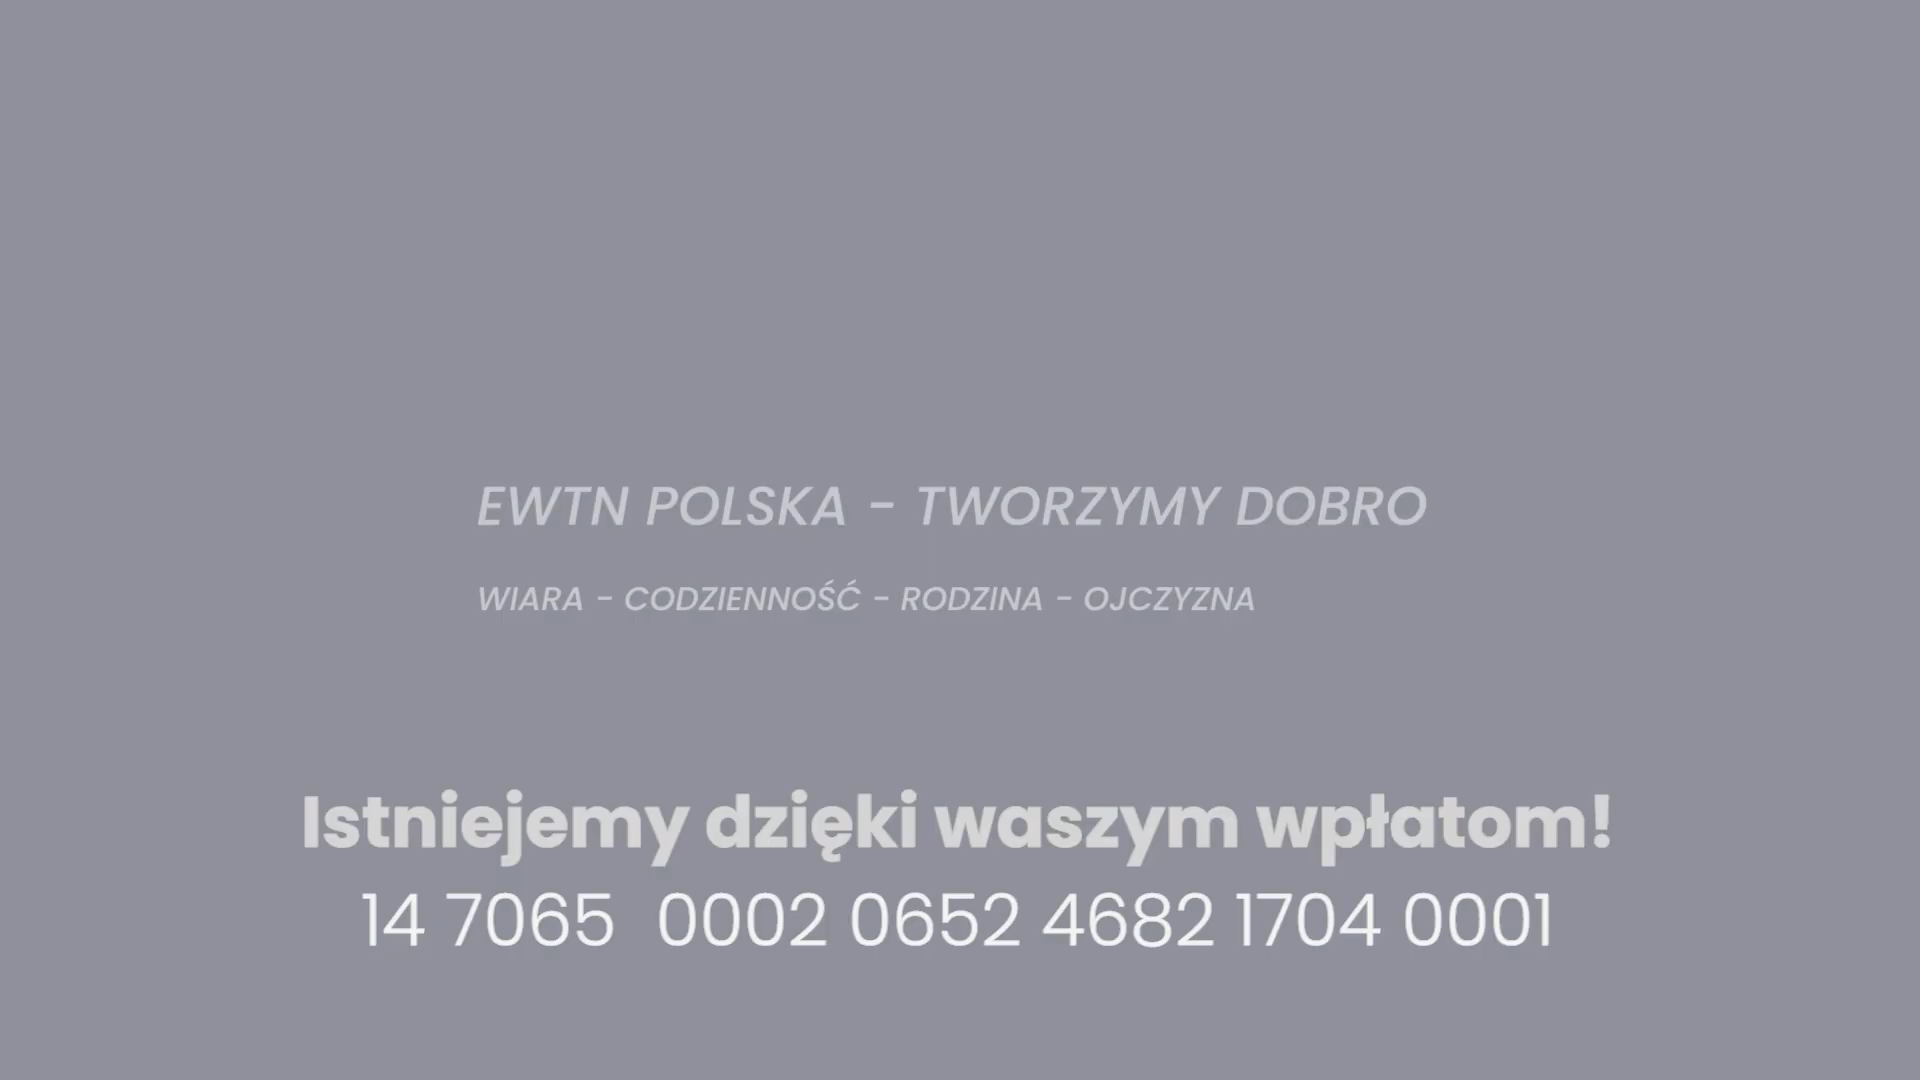 EWTN POLSKA - TWORZYMY DOBRO
WIARA - CODZIENNOŚĆ - RODZINA - OJCZYZNA
Istniejemy dzięki waszym wpłatom!
14 7065  0002 0652 4682 1704 0001